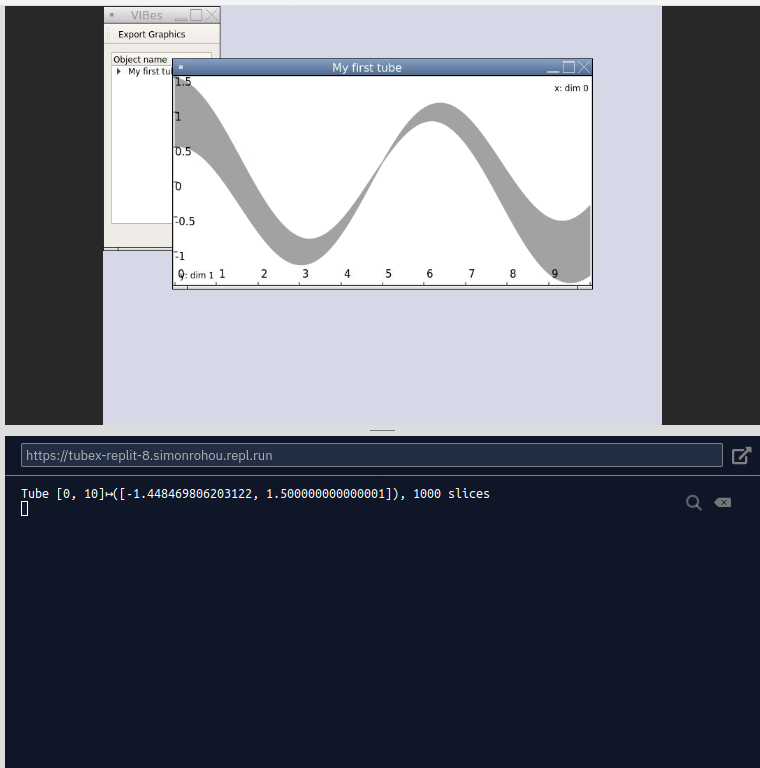 VIBes
Export Graphics
Object name
My first tu
My first tube
x: dim 0
1.5
1
0.5
0
-0.5
-1
0 1 2 3 4 5 6 7 8 9
y: dim 1
https://tubex-replit-8.simonrohou.repl.run
Tube [0, 10]↦([-1.448469806203122, 1.500000000000001]), 1000 slices